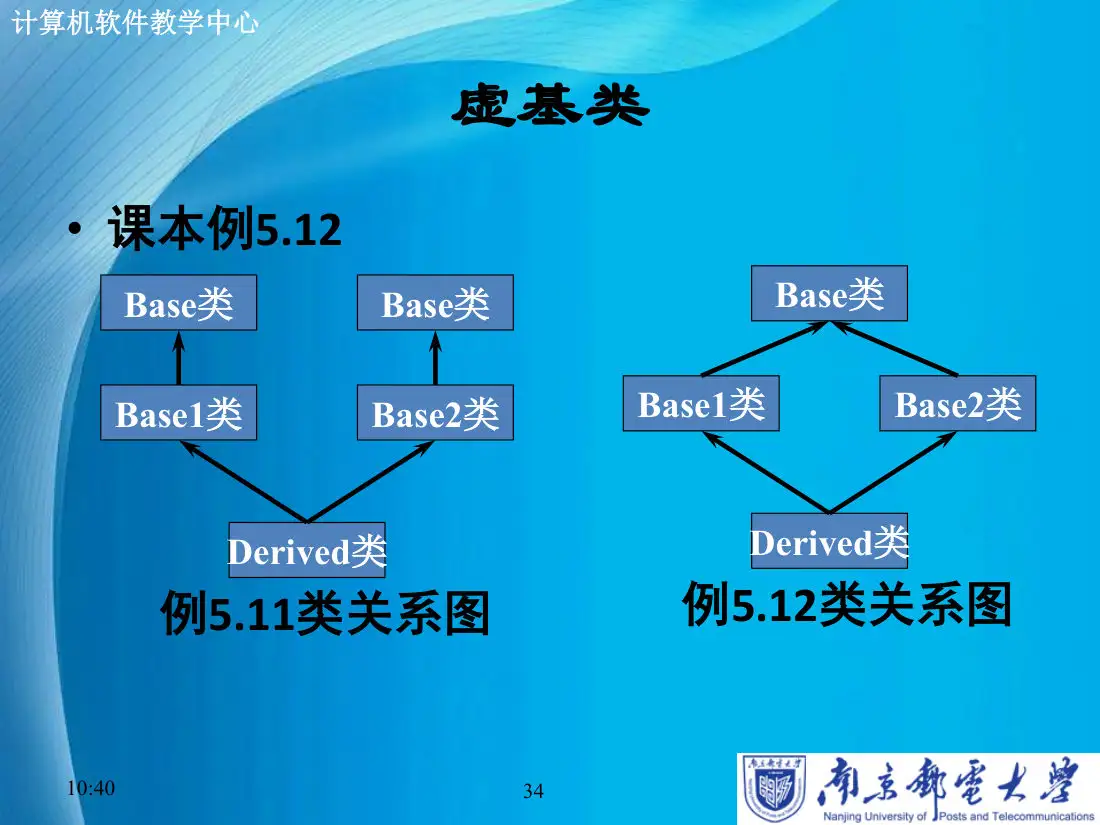 计算机软件教学中心
虚基类
• 课本例5.12
Base类
Base类
Base1类
Base2类
Derived类
例5.11类关系图
Base类
Base1类
Base2类
Derived类
例5.12类关系图
10:40
34
南京邮電大学
Nanjing University of Posts and Telecommunications